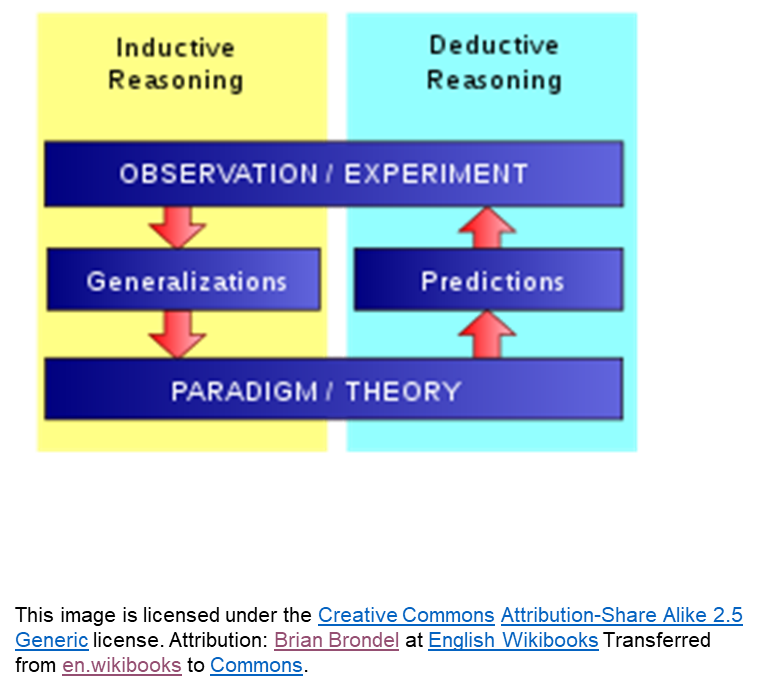 Inductive
Reasoning
Deductive
Reasoning
OBSERVATION / EXPERIMENT
Generalizations
Predictions
PARADIGM / THEORY
This image is licensed under the Creative Commons Attribution-Share Alike 2.5
Generic license. Attribution: Brian Brondel at English Wikibooks Transferred
from en.wikibooks to Commons.